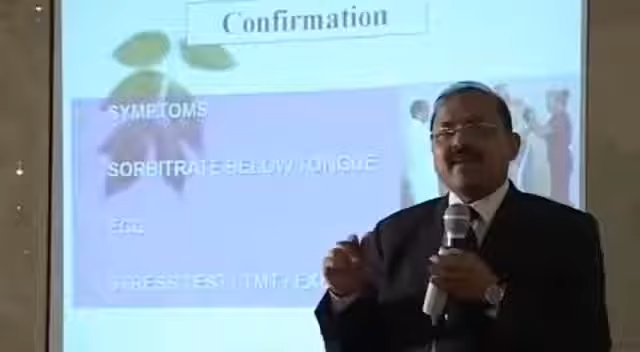 Confirmation
SYMPTOMS
SORBITRATE BELOW TONGUE
ECG
STRESS TEST ( TMT / EX